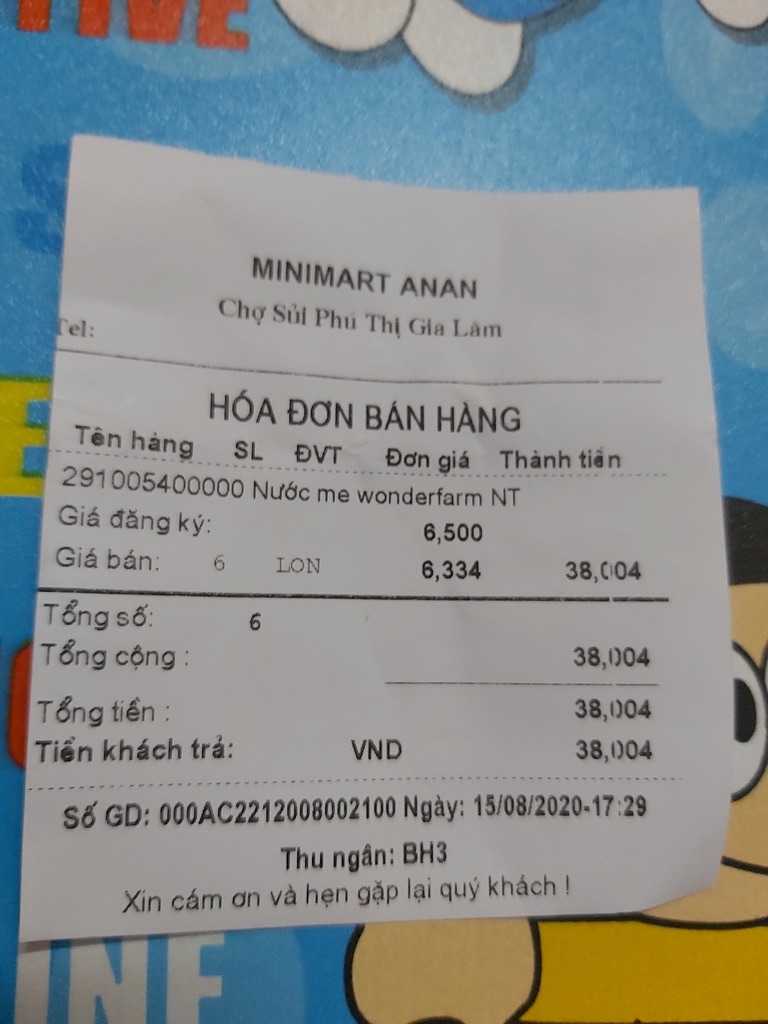 TIVE
MINIMART ANAN
Chợ Sủi Phú Thị Gia Lâm
Tel:
HÓA ĐƠN BÁN HÀNG
Tên hàng SL ĐVT Đơn giá Thành tiền
291005400000 Nước me wonderfarm NT
Giá đăng ký: 6,500
Giá bán: 6 LON 6,334 38,004
Tổng số: 6
Tổng cộng : 38,004
Tổng tiền : 38,004
Tiền khách trả: VND 38,004
Số GD: 000AC2212008002100 Ngày: 15/08/2020-17:29
Thu ngân: BH3
Xin cám ơn và hẹn gặp lại quý khách !
INE